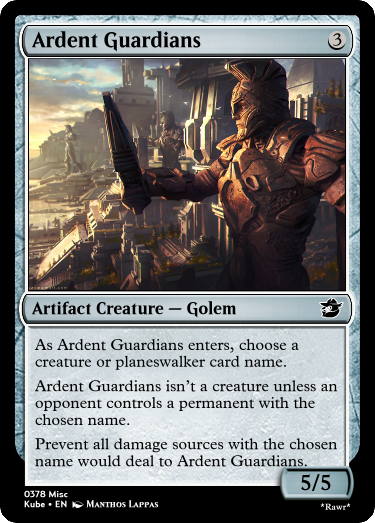 Ardent Guardians 3
Artifact Creature — Golem
As Ardent Guardians enters, choose a
creature or planeswalker card name.
Ardent Guardians isn't a creature unless an
opponent controls a permanent with the
chosen name.
Prevent all damage sources with the chosen
name would deal to Ardent Guardians.
5/5
0378 Misc
Kube • EN Manthos Lappas
*Rawr*